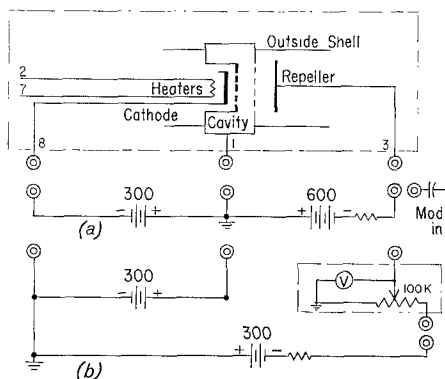 Outside Shell
2
7
Heaters
Repeller
Cathode
Cavity
8
1
3
300
600
- +
+ -
Mod
in
(a)
300
- +
V
100K
300
+ -
(b)